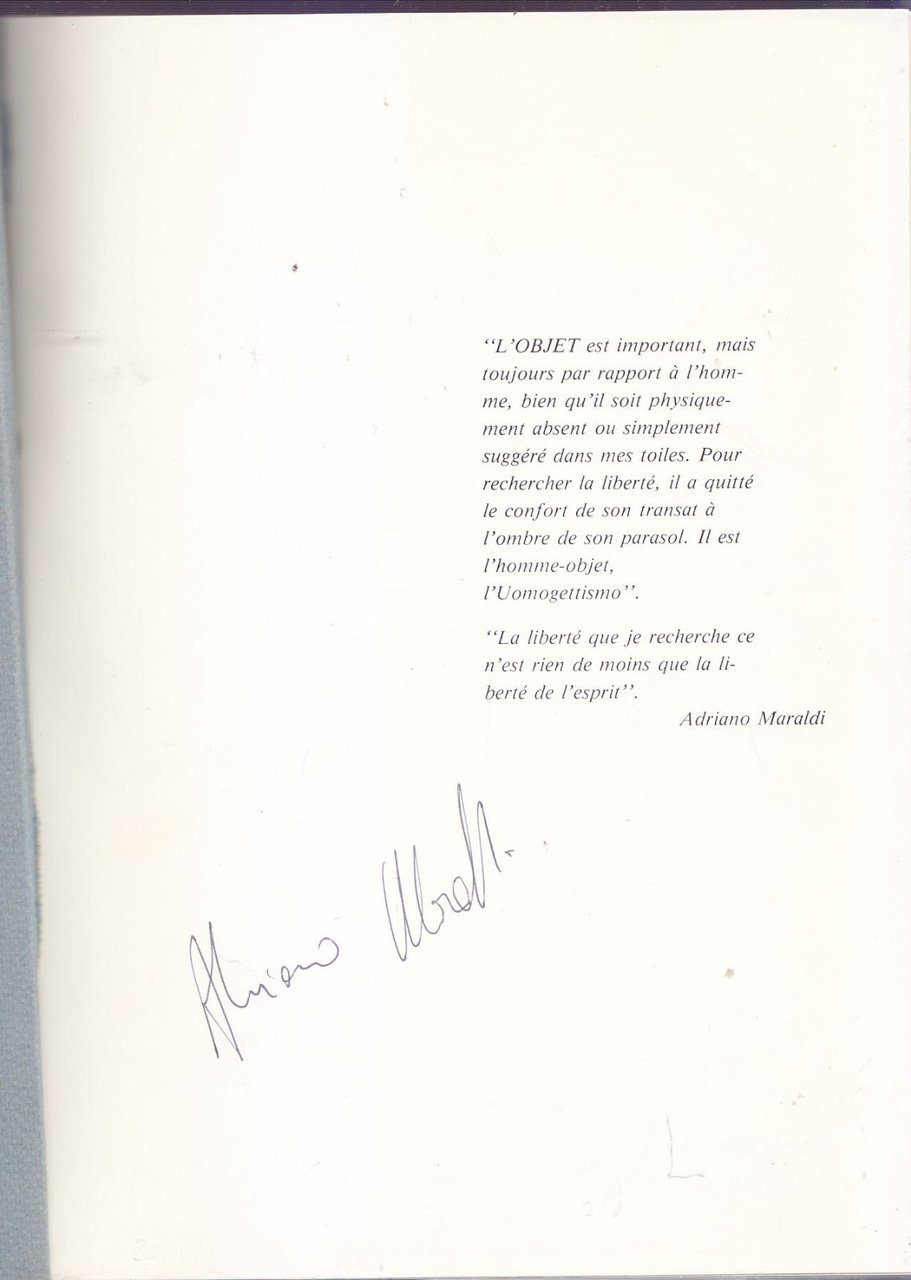 “L’OBJET est important, mais
toujours par rapport à l’hom-
me, bien qu’il soit physique-
ment absent ou simplement
suggéré dans mes toiles. Pour
rechercher la liberté, il a quitté
le confort de son transat à
l’ombre de son parasol. Il est
l’homme-objet,
l’Uomogettismo”.
“La liberté que je recherche ce
n’est rien de moins que la li-
berté de l’esprit”.
Adriano Maraldi
Adriano Maraldi